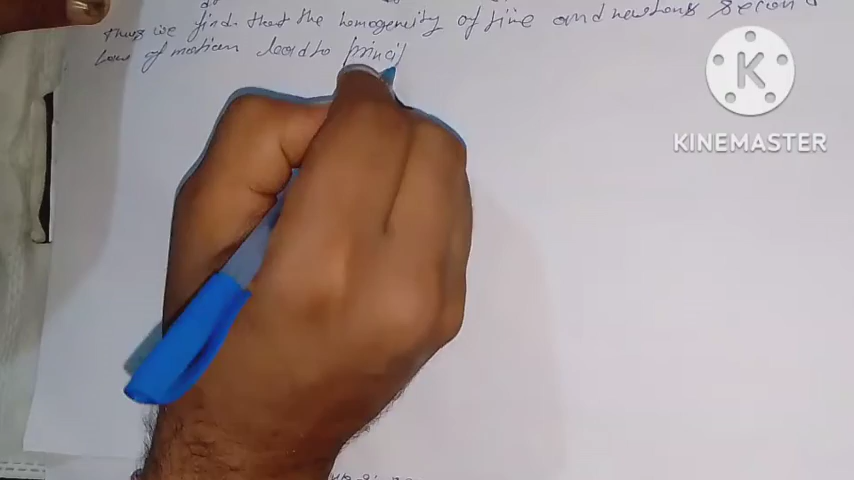 Thus we find that the homogeneity of time and newtons second
Law of motion lead to princi
KINEMASTER